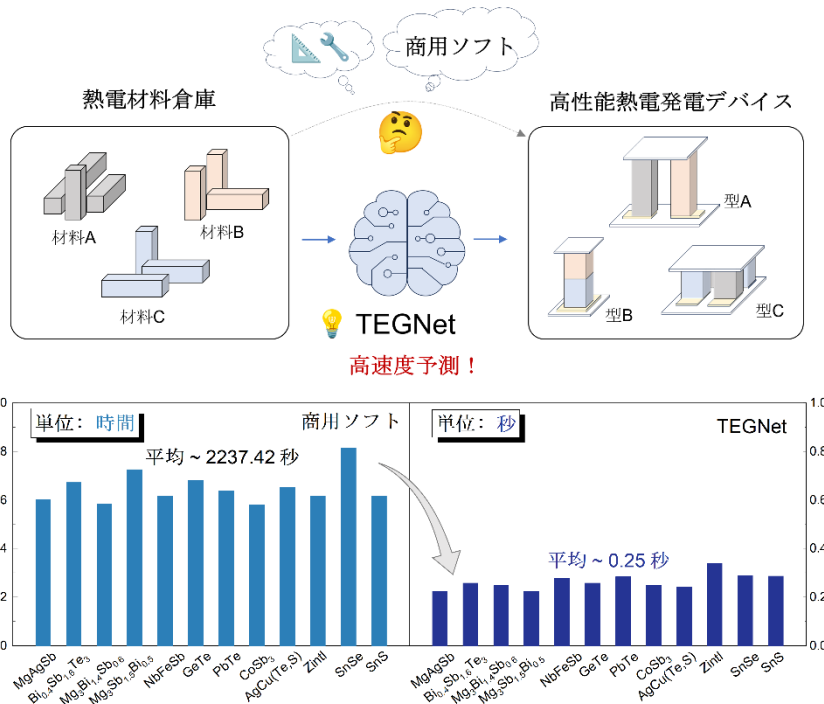 商用ソフト
熱電材料倉庫
高性能熱電発電デバイス
材料A
材料B
材料C
型A
型B
型C
TEGNet
高速度予測！
単位：時間
商用ソフト
平均 ~ 2237.42 秒
単位：秒
TEGNet
平均 ~ 0.25 秒
0
8
6
4
2
0
1.0
0.8
0.6
0.4
0.2
0.0
MgAgSb
Bi0.4Sb1.6Te3
Mg3Bi1.4Sb0.6
Mg3Sb1.5Bi0.5
NbFeSb
GeTe
PbTe
CoSb3
AgCu(Te,S)
Zintl
SnSe
SnS
MgAgSb
Bi0.4Sb1.6Te3
Mg3Bi1.4Sb0.6
Mg3Sb1.5Bi0.5
NbFeSb
GeTe
PbTe
CoSb3
AgCu(Te,S)
Zintl
SnSe
SnS